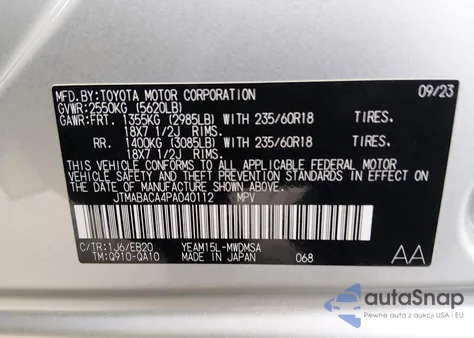 MFD.BY:TOYOTA MOTOR CORPORATION 09/23
GVWR:2550KG (5620LB)
GAWR:FRT. 1355KG (2985LB) WITH 235/60R18 TIRES.
18X7 1/2J RIMS.
RR. 1400KG (3085LB) WITH 235/60R18 TIRES.
18X7 1/2J RIMS.
THIS VEHICLE CONFORMS TO ALL APPLICABLE FEDERAL MOTOR
VEHICLE SAFETY AND THEFT PREVENTION STANDARDS IN EFFECT
ON THE DATE OF MANUFACTURE SHOWN ABOVE.
JTMABACA4PA040112 MPV
C/TR:1J6/EB20 YEAM15L-MWDMSA AA
TM:Q910-QA10 MADE IN JAPAN 068
autoSnap
Pewne auta z aukcji USA i EU